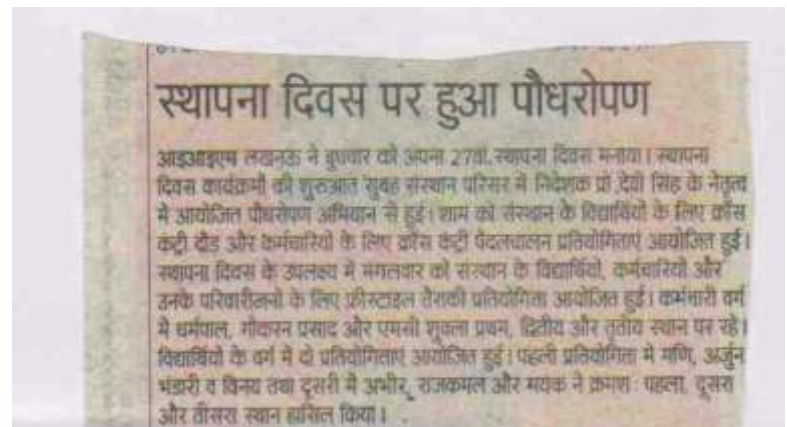 स्थापना दिवस पर हुआ पौधरोपण
आइआइएम लखनऊ ने बुधवार को अपना 27वां स्थापना दिवस मनाया। स्थापना
दिवस कार्यक्रमों की शुरुआत सुबह संस्थान परिसर में निदेशक प्रो.देवी सिंह के नेतृत्व
में आयोजित पौधरोपण अभियान से हुई। शाम को संस्थान के विद्यार्थियों के लिए क्रॉस
कंट्री दौड़ और कर्मचारियों के लिए क्रॉस कंट्री पैदलचालन प्रतियोगिताएं आयोजित हुईं।
स्थापना दिवस के उपलक्ष्य में मंगलवार को संस्थान के विद्यार्थियों, कर्मचारियों और
उनके परिवारीजनों के लिए फ्रीस्टाइल तैराकी प्रतियोगिता आयोजित हुई। कर्मचारी वर्ग
में धर्मपाल, गोकरन प्रसाद और एमसी शुक्ला प्रथम, द्वितीय और तृतीय स्थान पर रहे।
विद्यार्थियों के वर्ग में दो प्रतियोगिताएं आयोजित हुईं। पहली प्रतियोगिता में मणि, अर्जुन
भंडारी व विनय तथा दूसरी में अभीर, राजकमल और मयंक ने क्रमश: पहला, दूसरा
और तीसरा स्थान हासिल किया।